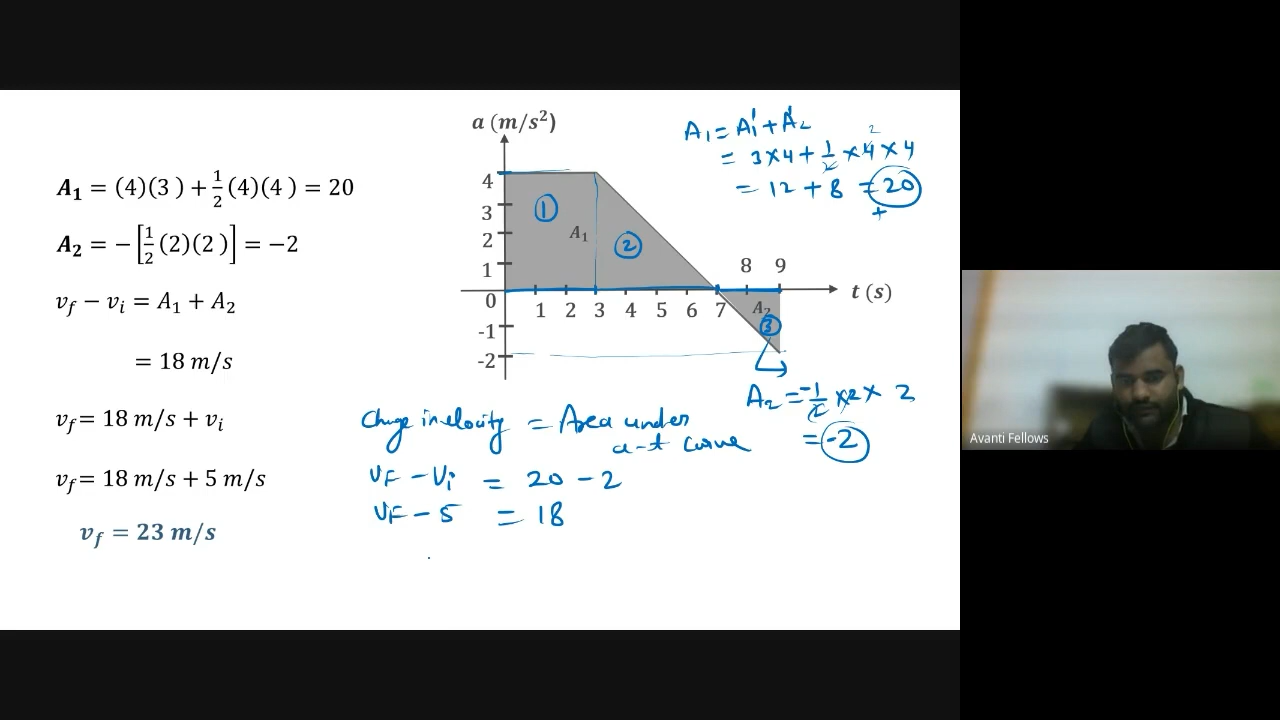 A₁ = (4)(3 ) + 1/2 (4)(4 ) = 20
A₂ = − [1/2 (2)(2 )] = −2
v_f − v_i = A₁ + A₂
= 18 m/s
v_f = 18 m/s + v_i
v_f = 18 m/s + 5 m/s
v_f = 23 m/s
a (m/s²)
4
3
2
1
0
-1
-2
1 2 3 4 5 6 7
8 9
t (s)
A₁
A₂
①
②
③
A₁ = A₁' + A₂'
= 3×4 + 1/2 × 4 × 4
2
= 12 + 8 = 20
+
A₂ = -1/2 × 2 × 2
= -2
= Area under
a-t curve
VF - Vi = 20 - 2
VF - 5 = 18
Avanti Fellows